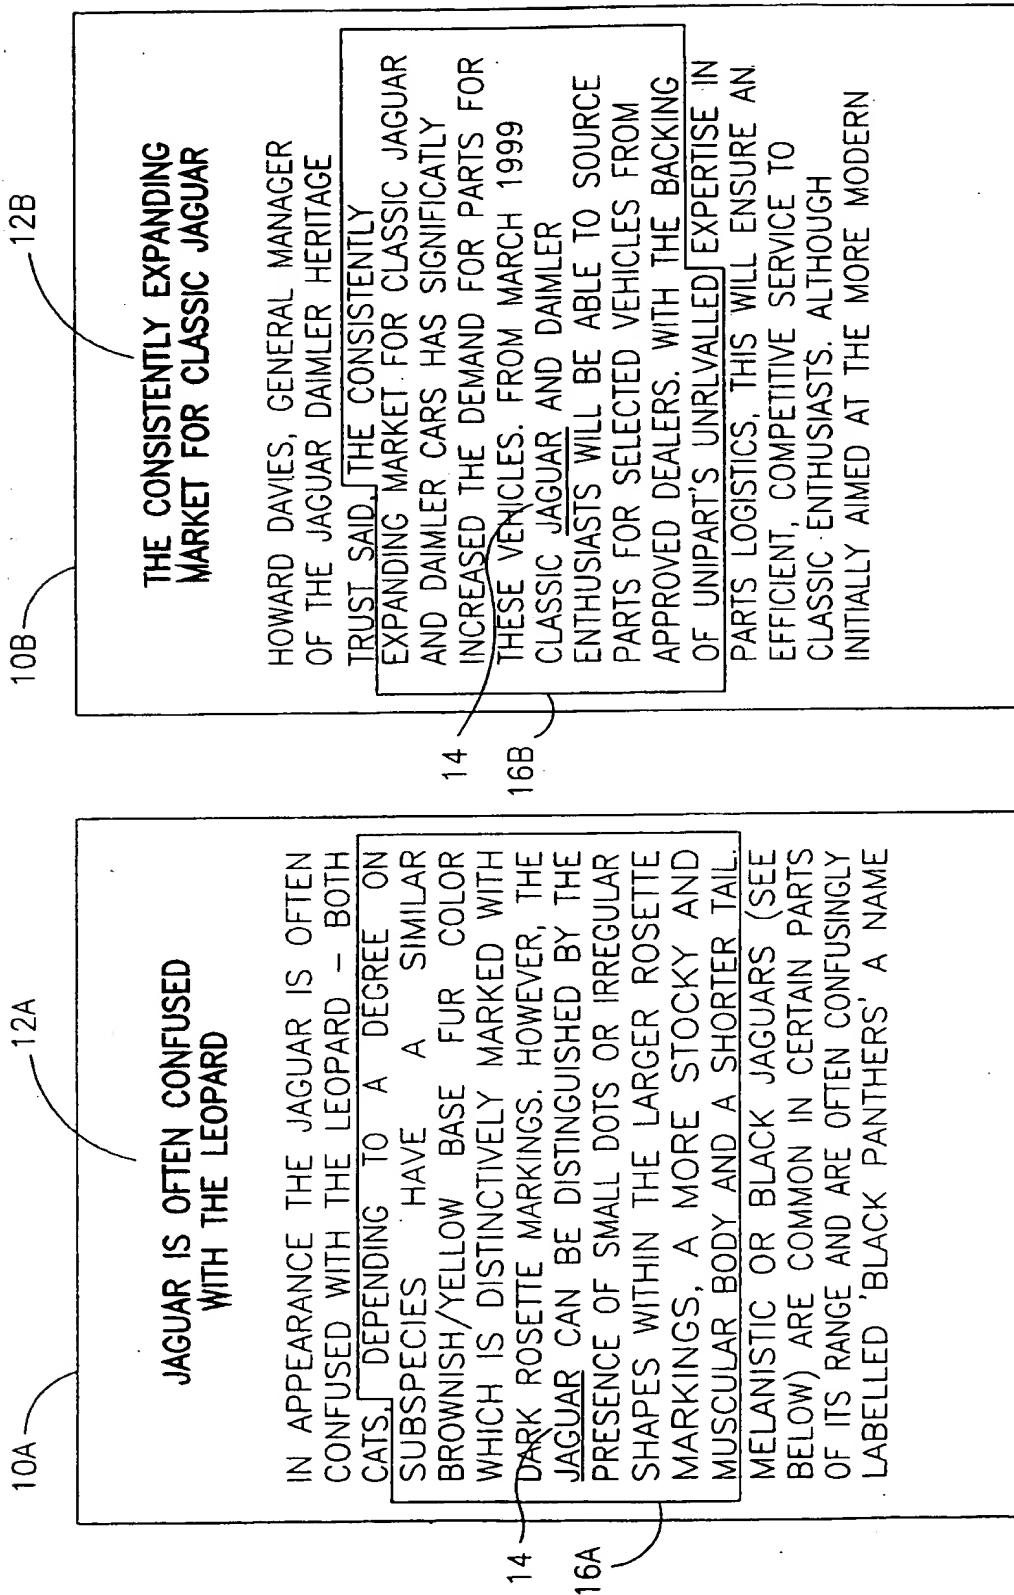 10A
12A
JAGUAR IS OFTEN CONFUSED
WITH THE LEOPARD
IN APPEARANCE THE JAGUAR IS OFTEN
CONFUSED WITH THE LEOPARD – BOTH
CATS. DEPENDING TO A DEGREE ON
SUBSPECIES HAVE A SIMILAR
BROWNISH/YELLOW BASE FUR COLOR
WHICH IS DISTINCTIVELY MARKED WITH
DARK ROSETTE MARKINGS. HOWEVER, THE
JAGUAR CAN BE DISTINGUISHED BY THE
PRESENCE OF SMALL DOTS OR IRREGULAR
SHAPES WITHIN THE LARGER ROSETTE
MARKINGS, A MORE STOCKY AND
MUSCULAR BODY AND A SHORTER TAIL.
MELANISTIC OR BLACK JAGUARS (SEE
BELOW) ARE COMMON IN CERTAIN PARTS
OF ITS RANGE AND ARE OFTEN CONFUSINGLY
LABELLED 'BLACK PANTHERS' A NAME
14
16A
10B
12B
THE CONSISTENTLY EXPANDING
MARKET FOR CLASSIC JAGUAR
HOWARD DAVIES, GENERAL MANAGER
OF THE JAGUAR DAIMLER HERITAGE
TRUST SAID, THE CONSISTENTLY
EXPANDING MARKET FOR CLASSIC JAGUAR
AND DAIMLER CARS HAS SIGNIFICATLY
INCREASED THE DEMAND FOR PARTS FOR
THESE VEHICLES. FROM MARCH 1999
CLASSIC JAGUAR AND DAIMLER
ENTHUSIASTS WILL BE ABLE TO SOURCE
PARTS FOR SELECTED VEHICLES FROM
APPROVED DEALERS. WITH THE BACKING
OF UNIPART'S UNRLVALLED EXPERTISE IN
PARTS LOGISTICS, THIS WILL ENSURE AN
EFFICIENT, COMPETITIVE SERVICE TO
CLASSIC ENTHUSIASTS. ALTHOUGH
INITIALLY AIMED AT THE MORE MODERN
14
16B